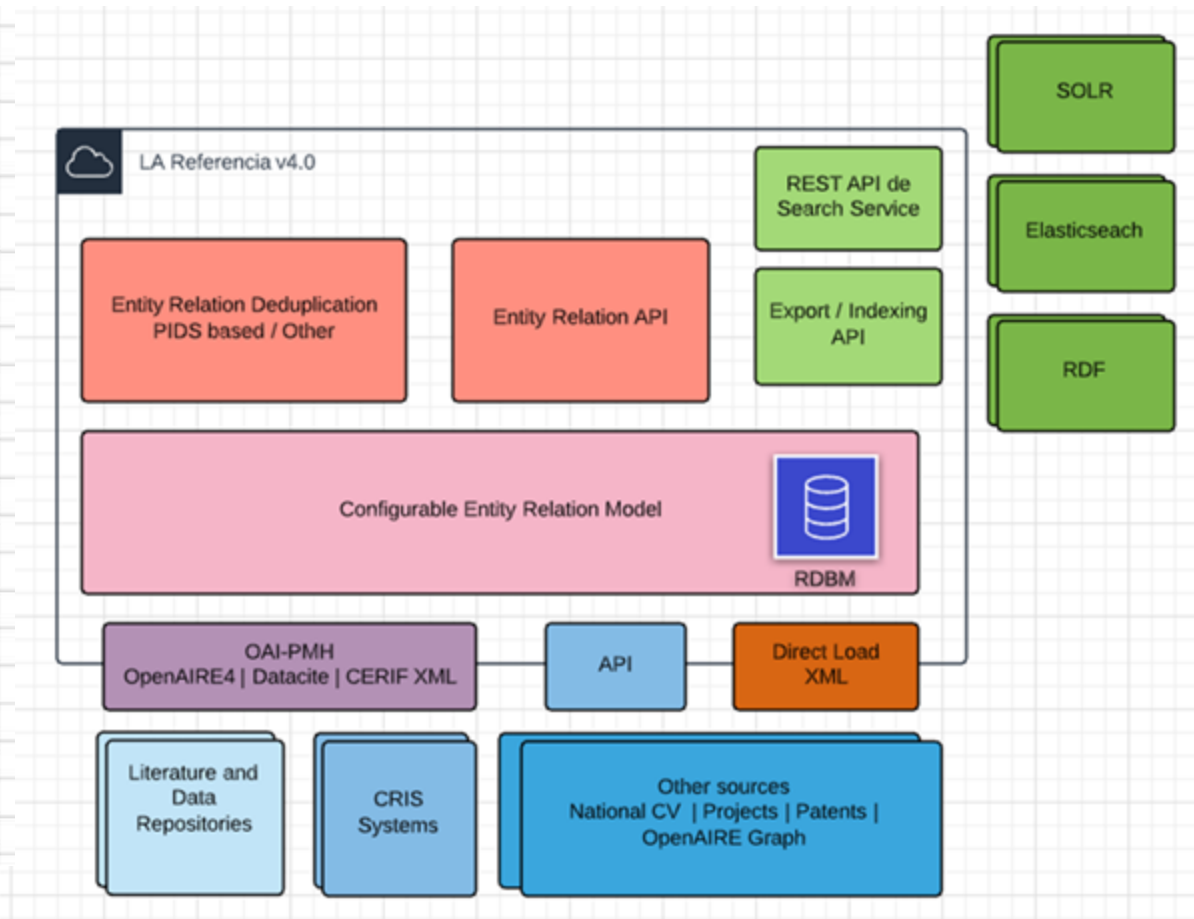 SOLR
LA Referencia v4.0
REST API de
Search Service
Elasticseach
Entity Relation Deduplication
PIDS based / Other
Entity Relation API
Export / Indexing
API
RDF
Configurable Entity Relation Model
RDBM
OAI-PMH
OpenAIRE4 | Datacite | CERIF XML
API
Direct Load
XML
Literature and
Data
Repositories
CRIS
Systems
Other sources
National CV | Projects | Patents |
OpenAIRE Graph